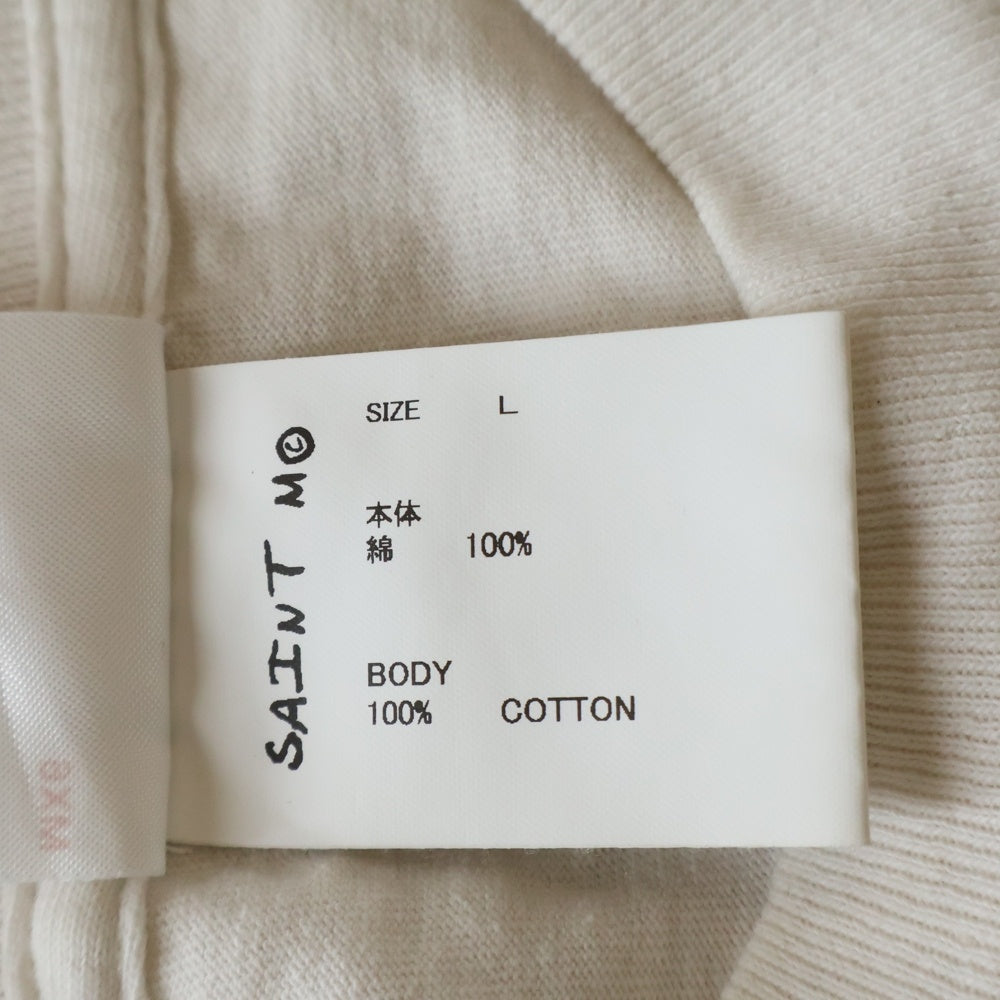 SAINT M©
SIZE L
本体
綿 100%
BODY
100% COTTON